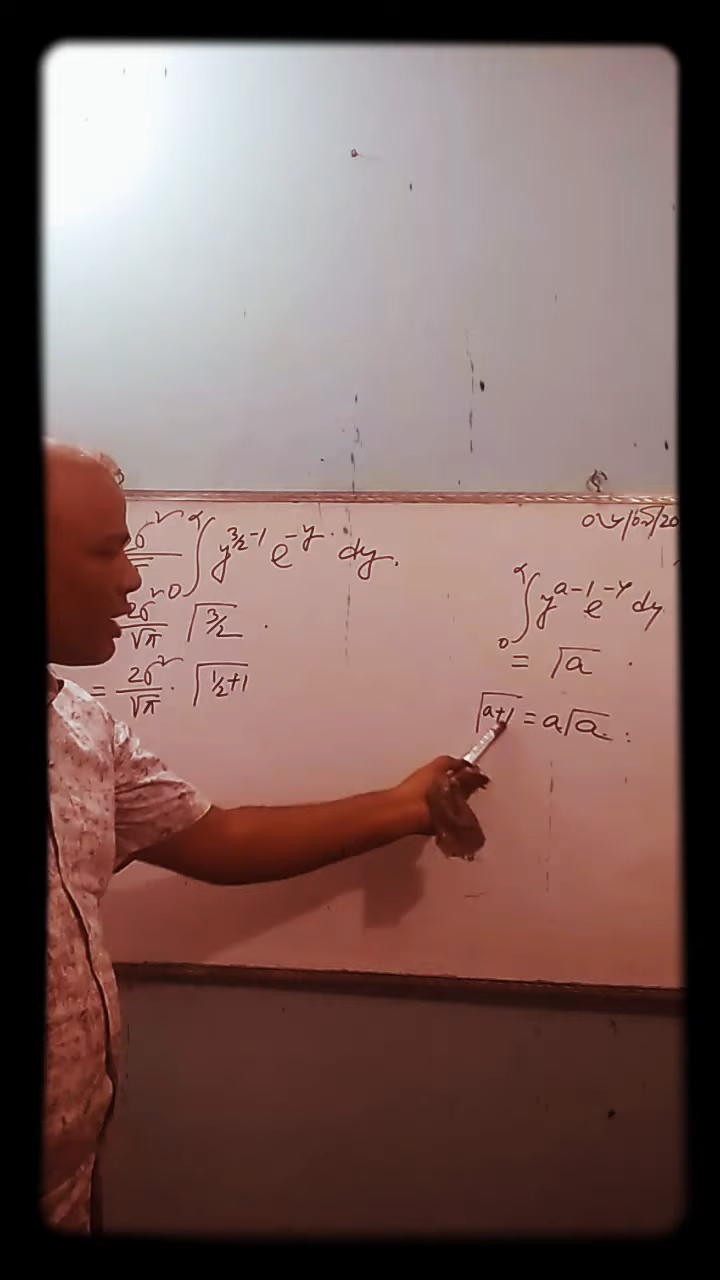 σ² ∫₀^α y^{3/2-1} e^{-y} dy.
2σ²/√π Γ3/2 .
= 2σ²/√π · Γ1/2+1
∫₀^α y^{a-1} e^{-y} dy
= Γa .
Γa+1 = aΓa .